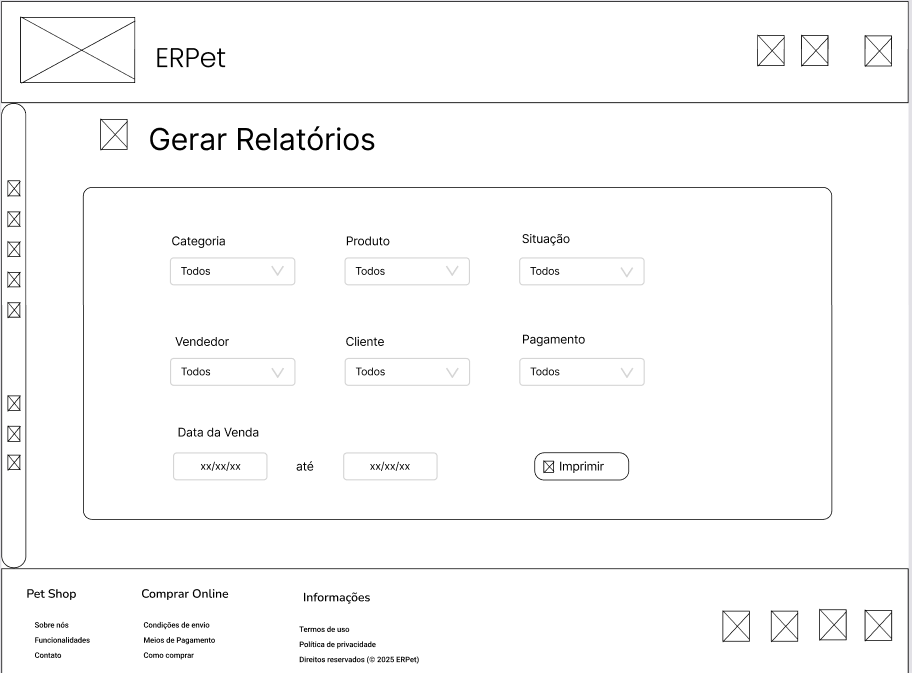 ERPet
Gerar Relatórios
Categoria
Produto
Situação
Todos
Todos
Todos
Vendedor
Cliente
Pagamento
Todos
Todos
Todos
Data da Venda
xx/xx/xx
até
xx/xx/xx
Imprimir
Pet Shop
Sobre nós
Funcionalidades
Contato
Comprar Online
Condições de envio
Meios de Pagamento
Como comprar
Informações
Termos de uso
Política de privacidade
Direitos reservados (© 2025 ERPet)